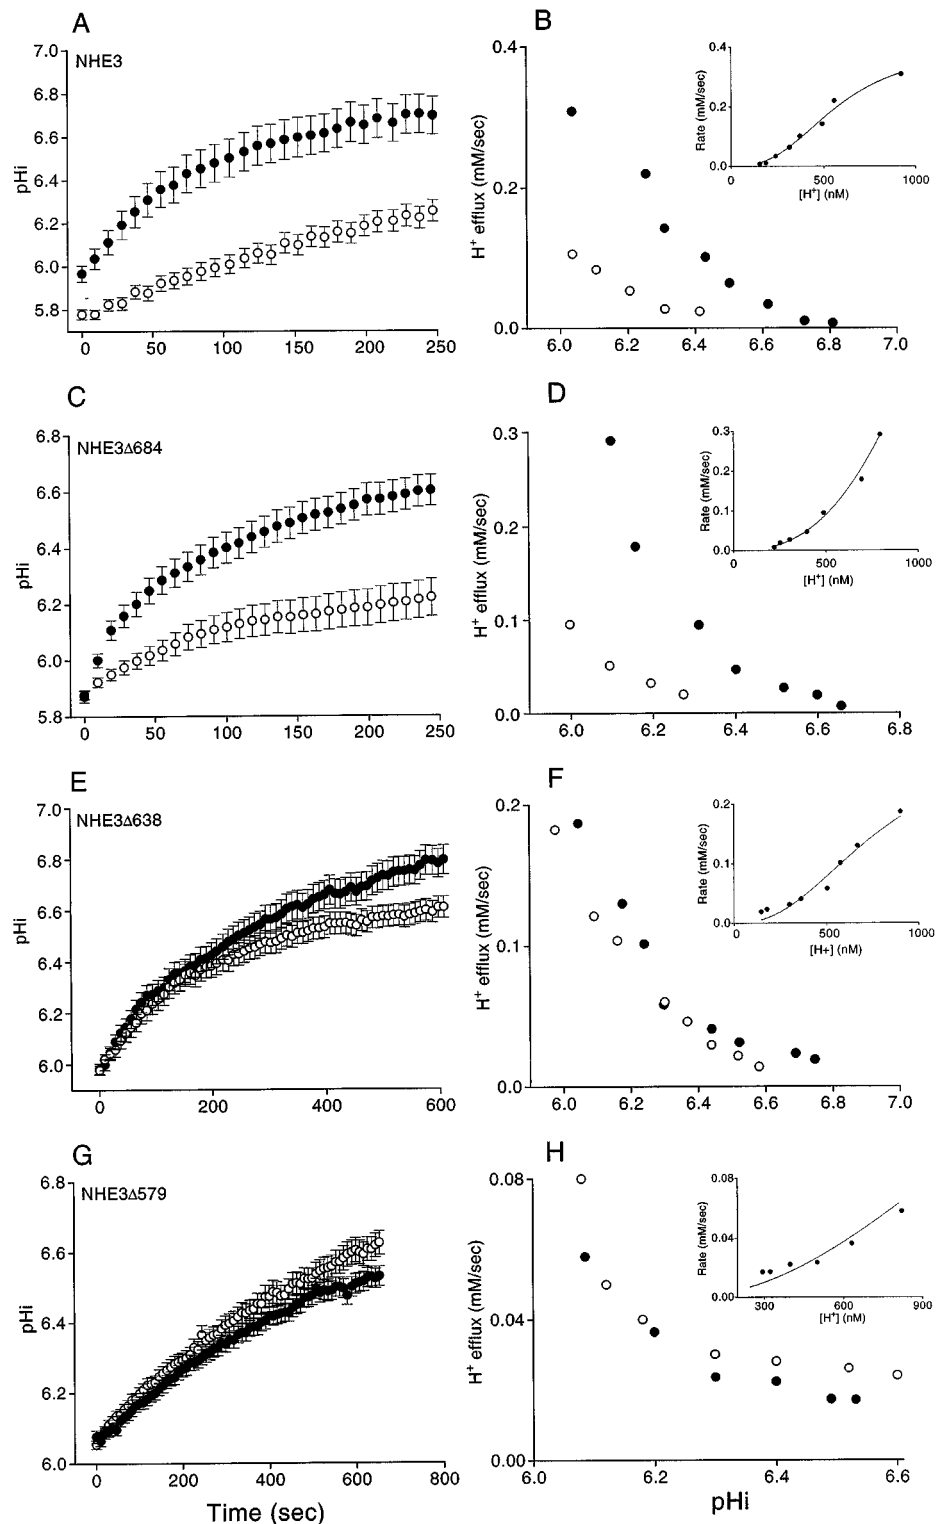 A
NHE3
pHi
7.0
6.8
6.6
6.4
6.2
6.0
5.8
0 50 100 150 200 250
B
H+ efflux (mM/sec)
0.4
0.2
0.0
6.0 6.2 6.4 6.6 6.8 7.0
Rate (mM/sec)
0.4
0.2
0.0
0 500 1000
[H+] (nM)
C
NHE3Δ684
pHi
6.8
6.6
6.4
6.2
6.0
5.8
0 50 100 150 200 250
D
H+ efflux (mM/sec)
0.3
0.2
0.1
0.0
6.0 6.2 6.4 6.6 6.8
Rate (mM/sec)
0.3
0.2
0.1
0.0
0 500 1000
[H+] (nM)
E
NHE3Δ638
pHi
7.0
6.8
6.6
6.4
6.2
6.0
0 200 400 600
F
H+ efflux (mM/sec)
0.2
0.1
0.0
6.0 6.2 6.4 6.6 6.8 7.0
Rate (mM/sec)
0.2
0.1
0.0
0 500 1000
[H+] (nM)
G
NHE3Δ579
pHi
6.8
6.6
6.4
6.2
6.0
0 200 400 600 800
Time (sec)
H
H+ efflux (mM/sec)
0.08
0.04
0.00
6.0 6.2 6.4 6.6
pHi
Rate (mM/sec)
0.08
0.04
0.00
300 600 900
[H+] (nM)